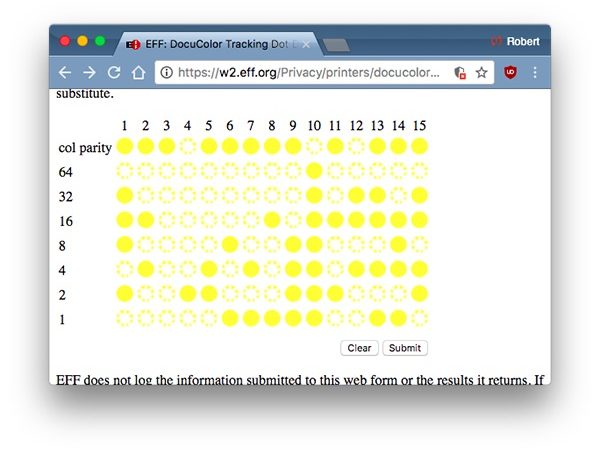 EFF: DocuColor Tracking Dot
Robert
https://w2.eff.org/Privacy/printers/docucolor...
substitute.
1 2 3 4 5 6 7 8 9 10 11 12 13 14 15
col parity
64
32
16
8
4
2
1
Clear Submit
EFF does not log the information submitted to this web form or the results it returns. If